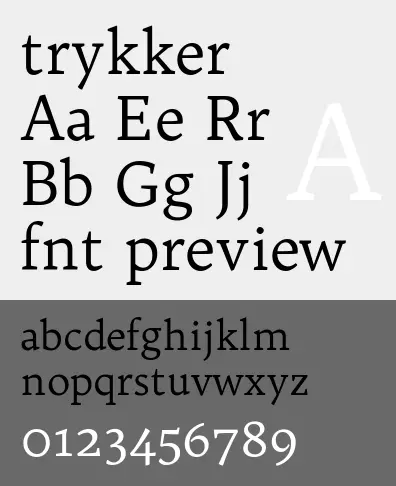 trykker
Aa Ee Rr
A
Bb Gg Jj
fnt preview
abcdefghijklm
nopqrstuvwxyz
0123456789